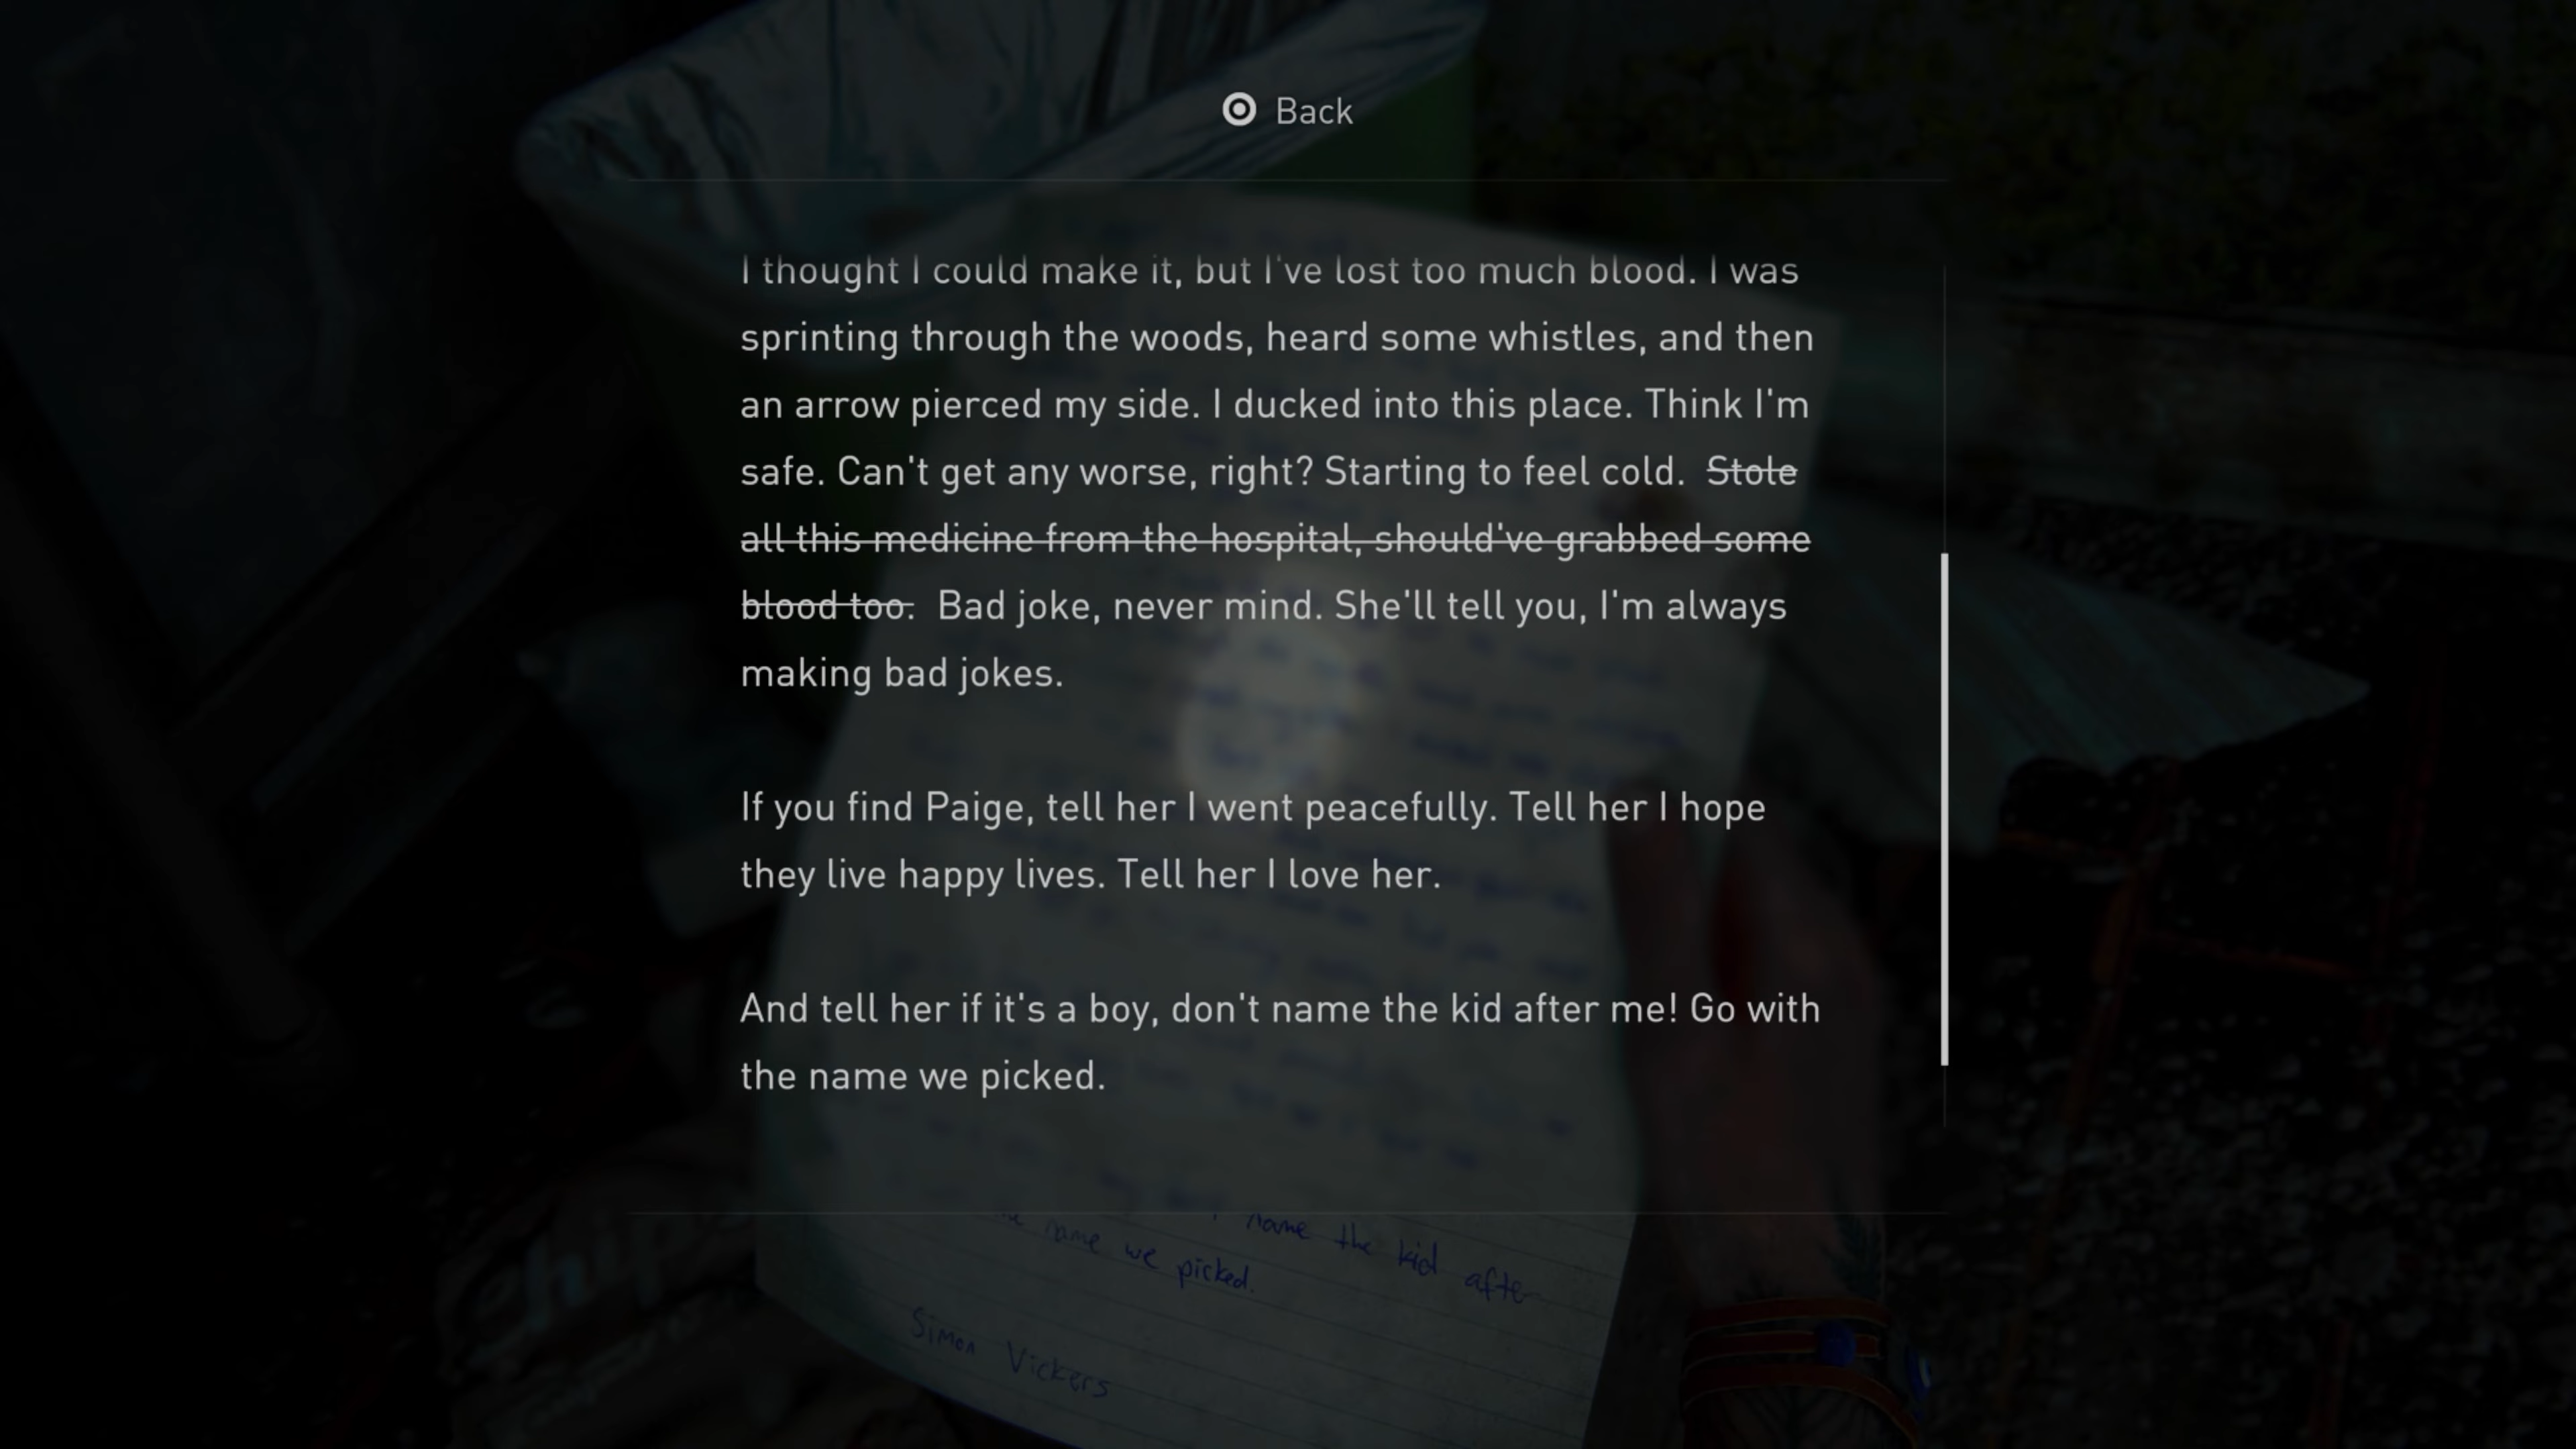 Back
I thought I could make it, but I've lost too much blood. I was
sprinting through the woods, heard some whistles, and then
an arrow pierced my side. I ducked into this place. Think I'm
safe. Can't get any worse, right? Starting to feel cold. Stole
all this medicine from the hospital, should've grabbed some
blood too. Bad joke, never mind. She'll tell you, I'm always
making bad jokes.
If you find Paige, tell her I went peacefully. Tell her I hope
they live happy lives. Tell her I love her.
And tell her if it's a boy, don't name the kid after me! Go with
the name we picked.
name the kid after
name we picked.
Simon Vickers